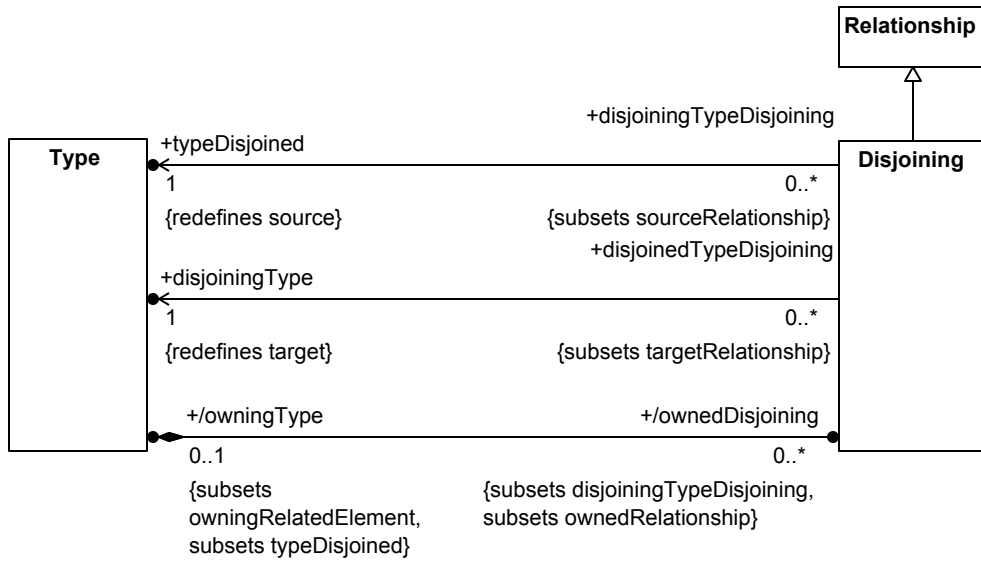 Relationship
+disjoiningTypeDisjoining
+typeDisjoined
Type
Disjoining
1
0..*
{redefines source}
{subsets sourceRelationship}
+disjoinedTypeDisjoining
+disjoiningType
1
0..*
{redefines target}
{subsets targetRelationship}
+/owningType
+/ownedDisjoining
0..1
0..*
{subsets
owningRelatedElement,
subsets typeDisjoined}
{subsets disjoiningTypeDisjoining,
subsets ownedRelationship}